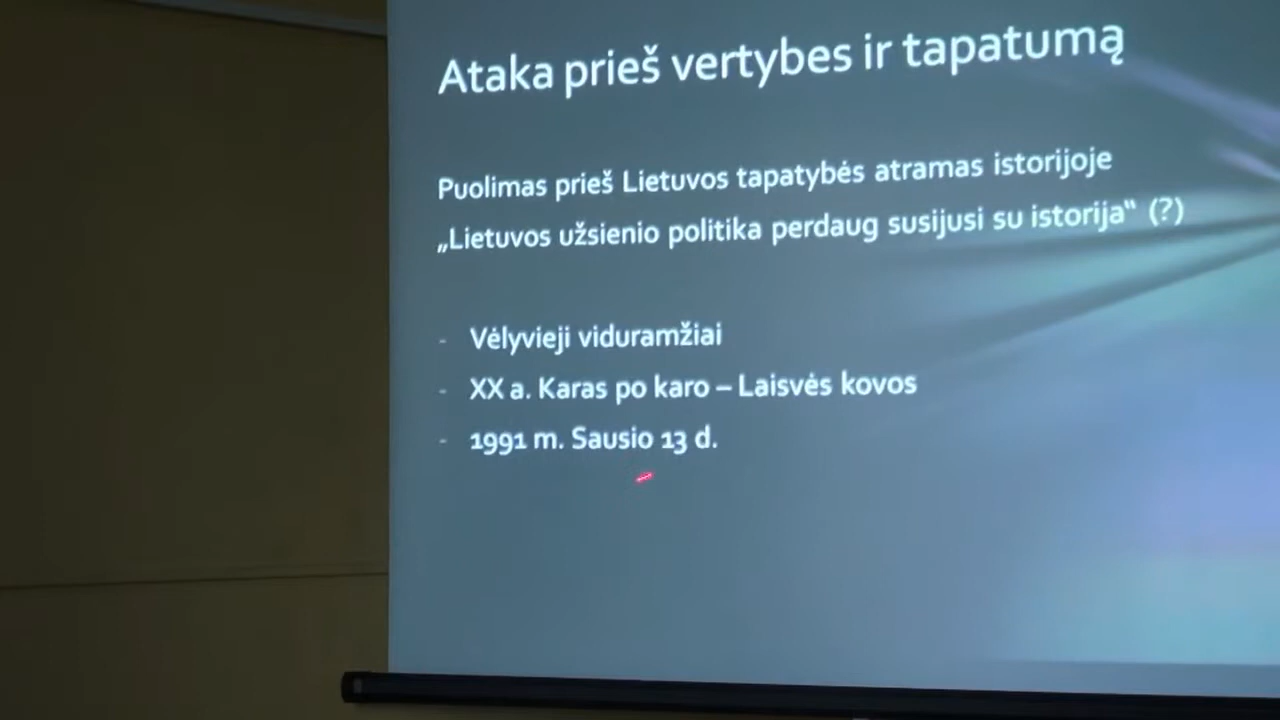 Ataka prieš vertybes ir tapatumą
Puolimas prieš Lietuvos tapatybės atramas istorijoje
„Lietuvos užsienio politika perdaug susijusi su istorija“ (?)
- Vėlyvieji viduramžiai
- XX a. Karas po karo – Laisvės kovos
- 1991 m. Sausio 13 d.